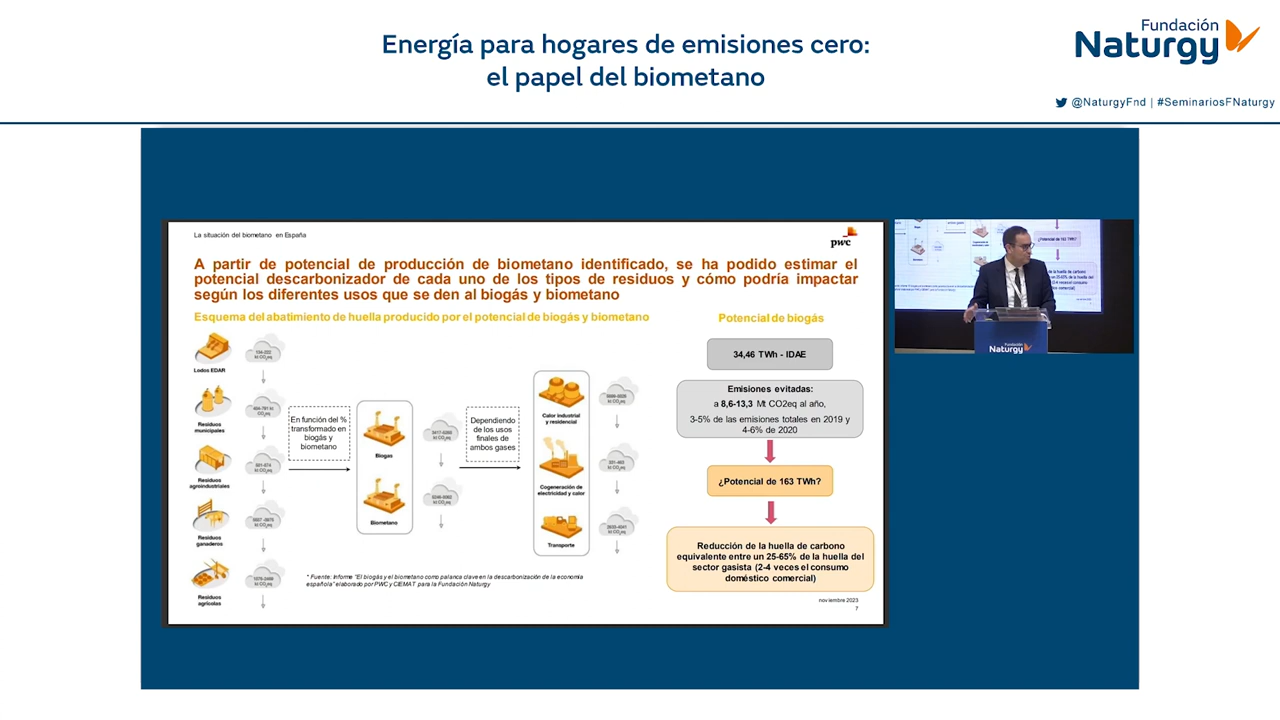 Energía para hogares de emisiones cero:
el papel del biometano
Fundación
Naturgy
@NaturgyFnd | #SeminariosFNaturgy
La situación del biometano en España
pwc
A partir de potencial de producción de biometano identificado, se ha podido estimar el
potencial descarbonizador de cada uno de los tipos de residuos y cómo podría impactar
según los diferentes usos que se den al biogás y biometano
Esquema del abatimiento de huella producido por el potencial de biogás y biometano
Potencial de biogás
Lodos EDAR
Residuos
municipales
Residuos
agroindustriales
Residuos
ganaderos
Residuos
agrícolas
En función del %
transformado en
biogás y
biometano
Biogas
Biometano
Dependiendo
de los usos
finales de
ambos gases
Calor industrial
y residencial
Cogeneración de
electricidad y calor
Transporte
34,46 TWh - IDAE
Emisiones evitadas:
a 8,6-13,3 Mt CO2eq al año,
3-5% de las emisiones totales en 2019 y
4-6% de 2020
¿Potencial de 163 TWh?
Reducción de la huella de carbono
equivalente entre un 25-65% de la huella del
sector gasista (2-4 veces el consumo
doméstico comercial)
* Fuente: Informe "El biogás y el biometano como palanca clave en la descarbonización de la economía
española" elaborado por PWC y CIEMAT para la Fundación Naturgy
noviembre 2023
7
¿Potencial de 163 TWh?
Fundación
Naturgy